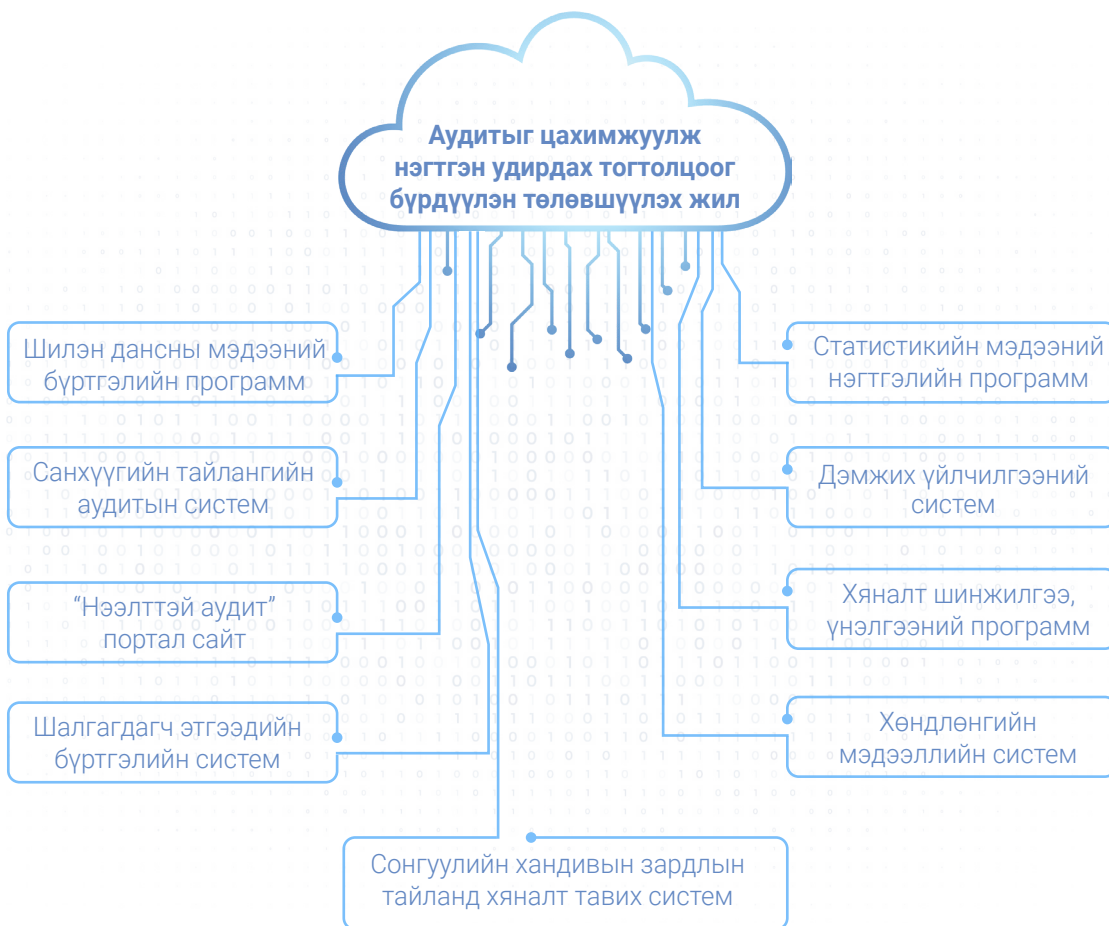 Аудитыг цахимжуулж
нэгтгэн удирдах тогтолцоог
бүрдүүлэн төлөвшүүлэх жил
Шилэн дансны мэдээний
бүртгэлийн программ
Санхүүгийн тайлангийн
аудитын систем
“Нээлттэй аудит”
портал сайт
Шалгагдагч этгээдийн
бүртгэлийн систем
Статистикийн мэдээний
нэгтгэлийн программ
Дэмжих үйлчилгээний
систем
Хяналт шинжилгээ,
үнэлгээний программ
Хөндлөнгийн
мэдээллийн систем
Сонгуулийн хандивын зардлын
тайланд хяналт тавих систем